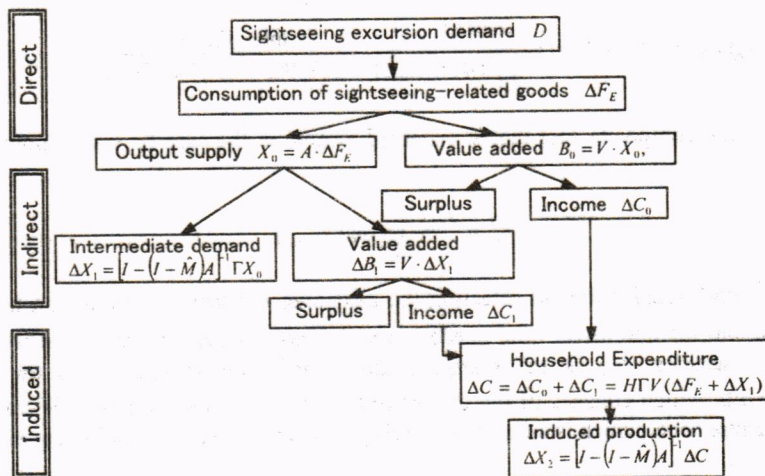 Direct
Sightseeing excursion demand D
Consumption of sightseeing-related goods ΔF_E
Output supply X_0 = A · ΔF_E
Value added B_0 = V · X_0,
Indirect
Surplus
Income ΔC_0
Intermediate demand
ΔX_1 = [I − (I − M̂)A]^{-1} ΓX_0
Value added
ΔB_1 = V · ΔX_1
Surplus
Income ΔC_1
Induced
Household Expenditure
ΔC = ΔC_0 + ΔC_1 = HΓV(ΔF_E + ΔX_1)
Induced production
ΔX_2 = [I − (I − M̂)A]^{-1} ΔC